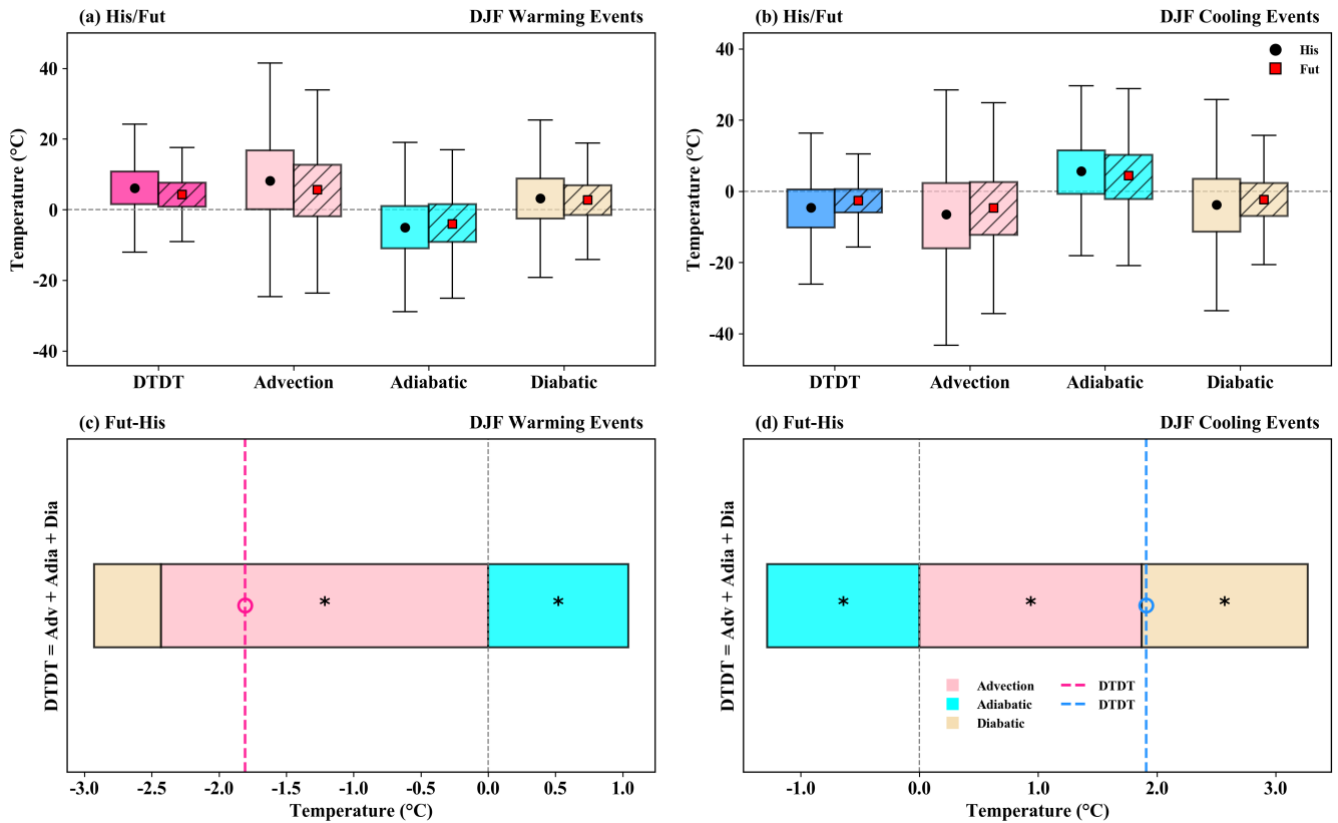 (a) His/Fut DJF Warming Events
Temperature (°C)
40
20
0
-20
-40
DTDT Advection Adiabatic Diabatic
(b) His/Fut DJF Cooling Events
His
Fut
Temperature (°C)
40
20
0
-20
-40
DTDT Advection Adiabatic Diabatic
(c) Fut-His DJF Warming Events
DTDT = Adv + Adia + Dia
* *
-3.0 -2.5 -2.0 -1.5 -1.0 -0.5 0.0 0.5 1.0
Temperature (°C)
(d) Fut-His DJF Cooling Events
DTDT = Adv + Adia + Dia
* * *
Advection DTDT
Adiabatic DTDT
Diabatic
-1.0 0.0 1.0 2.0 3.0
Temperature (°C)